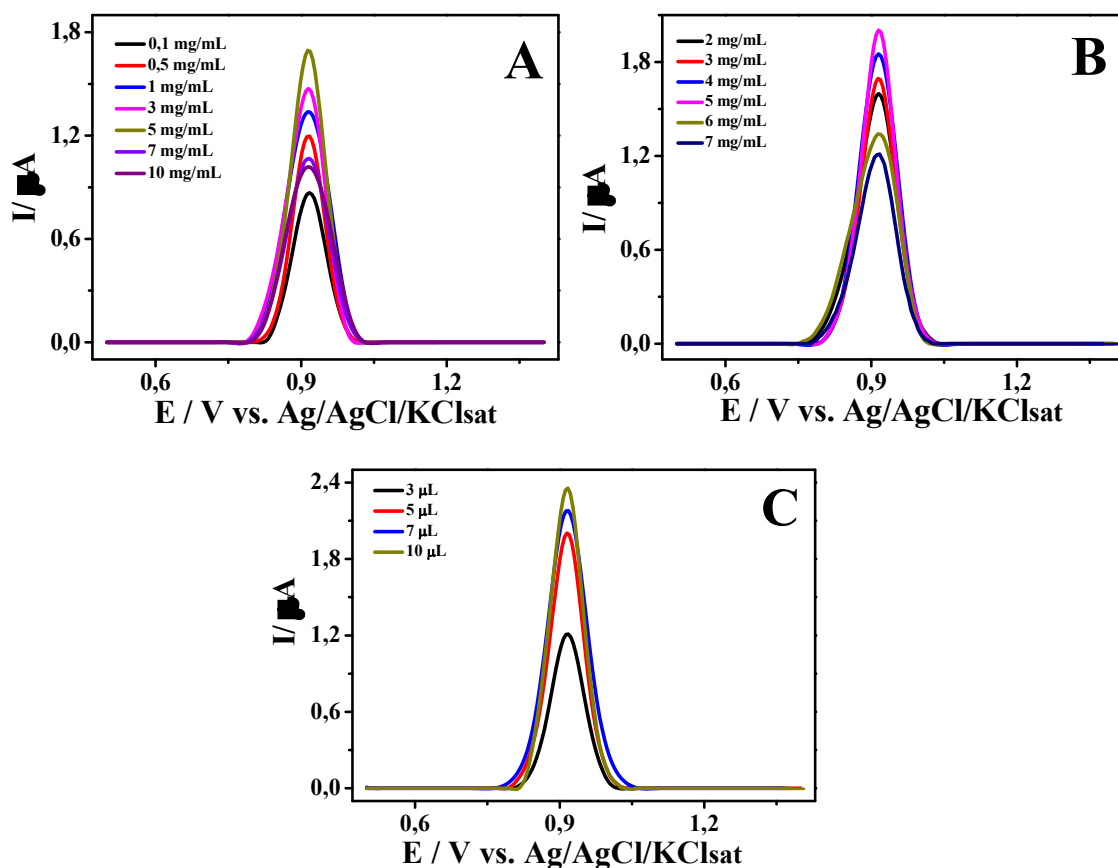 A
0,1 mg/mL
0,5 mg/mL
1 mg/mL
3 mg/mL
5 mg/mL
7 mg/mL
10 mg/mL
1,8
1,2
0,6
0,0
I/ A
0,6 0,9 1,2
E / V vs. Ag/AgCl/KClsat
B
2 mg/mL
3 mg/mL
4 mg/mL
5 mg/mL
6 mg/mL
7 mg/mL
1,8
1,2
0,6
0,0
I/ A
0,6 0,9 1,2
E / V vs. Ag/AgCl/KClsat
C
3 μL
5 μL
7 μL
10 μL
2,4
1,8
1,2
0,6
0,0
I/ A
0,6 0,9 1,2
E / V vs. Ag/AgCl/KClsat